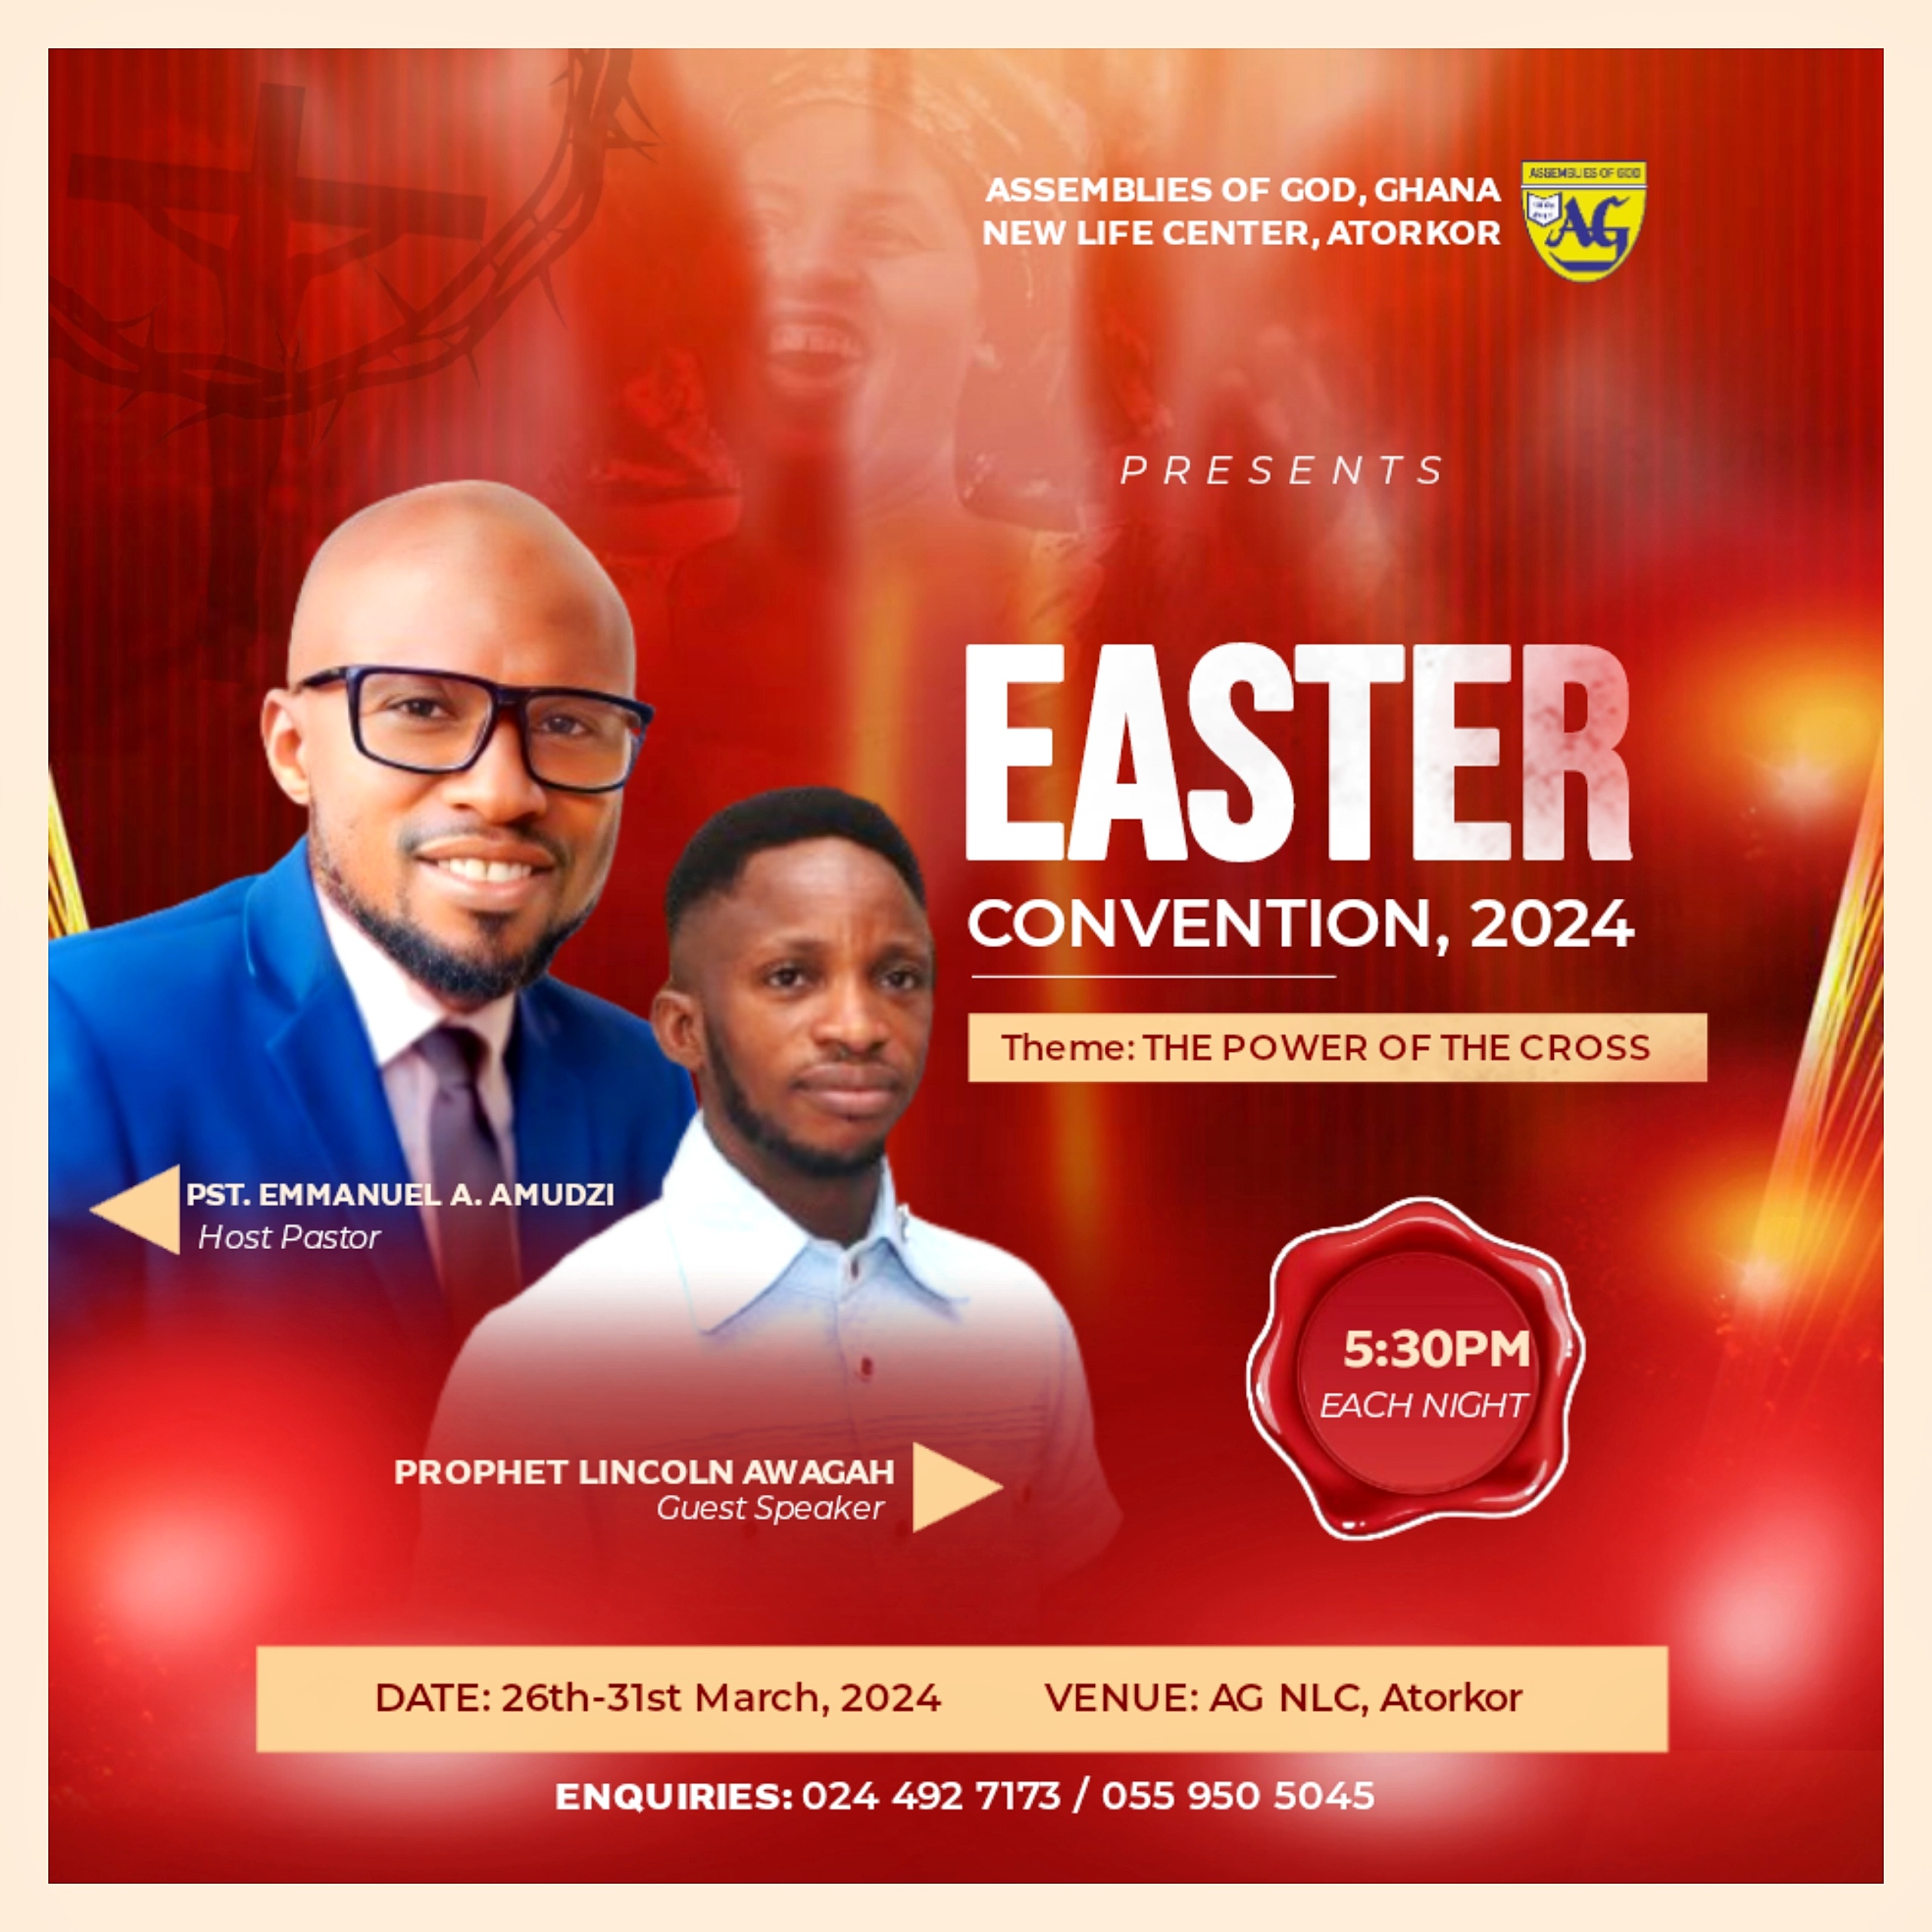 ASSEMBLIES OF GOD, GHANA
NEW LIFE CENTER, ATORKOR
ASSEMBLIES OF GOD
AG
PRESENTS
EASTER
CONVENTION, 2024
Theme: THE POWER OF THE CROSS
PST. EMMANUEL A. AMUDZI
Host Pastor
5:30PM
EACH NIGHT
PROPHET LINCOLN AWAGAH
Guest Speaker
DATE: 26th-31st March, 2024
VENUE: AG NLC, Atorkor
ENQUIRIES: 024 492 7173 / 055 950 5045